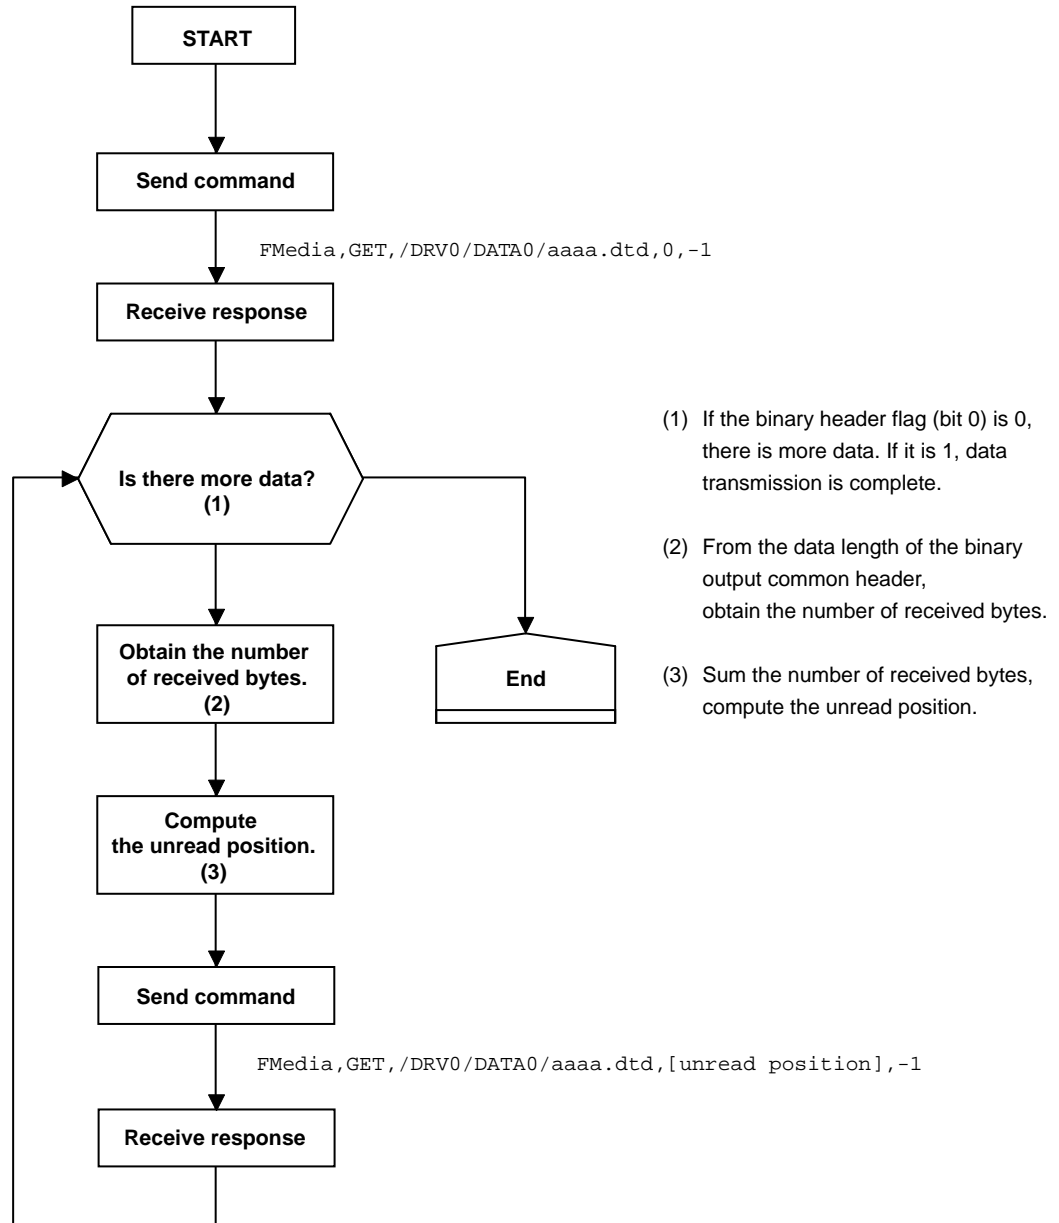 START
Send command
FMedia,GET,/DRV0/DATA0/aaaa.dtd,0,-1
Receive response
Is there more data?
(1)
Obtain the number
of received bytes.
(2)
End
Compute
the unread position.
(3)
Send command
FMedia,GET,/DRV0/DATA0/aaaa.dtd,[unread position],-1
Receive response
(1) If the binary header flag (bit 0) is 0,
there is more data. If it is 1, data
transmission is complete.
(2) From the data length of the binary
output common header,
obtain the number of received bytes.
(3) Sum the number of received bytes,
compute the unread position.